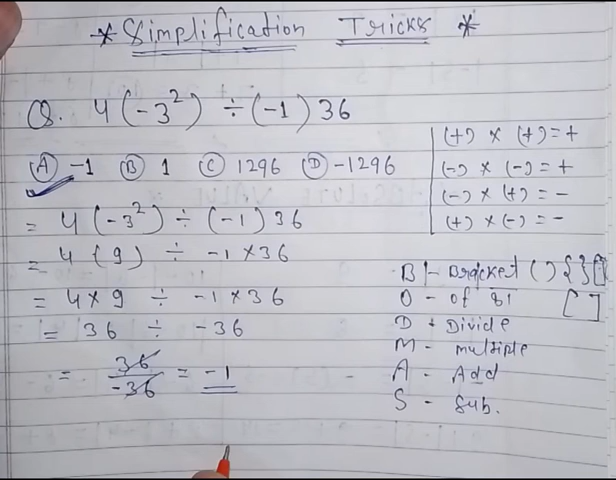 * Simplification Tricks *
Q. 4(-3²) ÷ (-1) 36
(A) -1 (B) 1 (C) 1296 (D) -1296
= 4(-3²) ÷ (-1) 36
= 4(9) ÷ -1 × 36
= 4 × 9 ÷ -1 × 36
= 36 ÷ -36
= 36/-36 = -1
(+) × (+) = +
(-) × (-) = +
(-) × (+) = -
(+) × (-) = -
B - Bracket ( ) { } [ ]
O - of
D - Divide
M - multiple
A - Add
S - Sub.